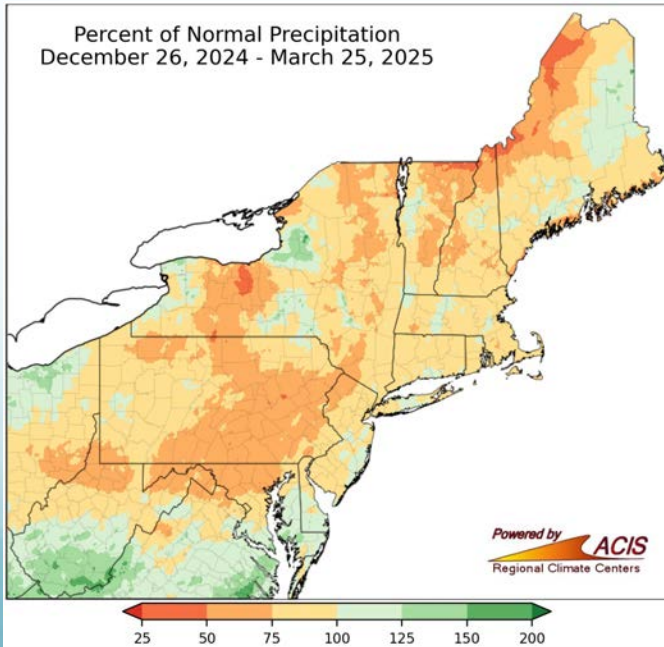 Percent of Normal Precipitation
December 26, 2024 - March 25, 2025
Powered by
ACIS
Regional Climate Centers
25 50 75 100 125 150 200